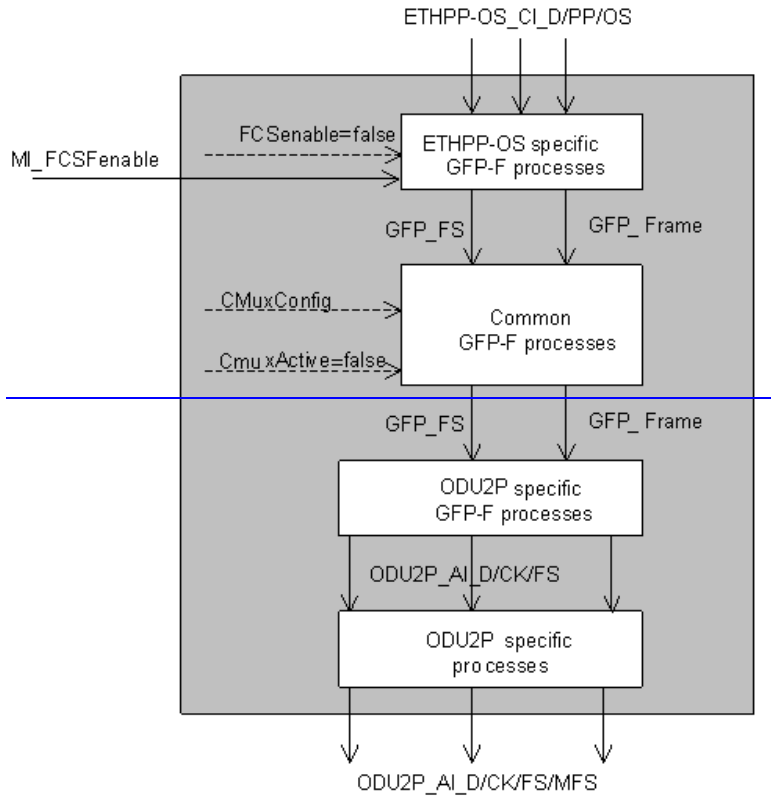 ETHPP-OS_CI_D/PP/OS
FCSenable=false
MI_FCSFenable
ETHPP-OS specific
GFP-F processes
GFP_FS
GFP_ Frame
CMuxConfig
Common
GFP-F processes
CmuxActive=false
GFP_FS
GFP_ Frame
ODU2P specific
GFP-F processes
ODU2P_AI_D/CK/FS
ODU2P specific
processes
ODU2P_AI_D/CK/FS/MFS